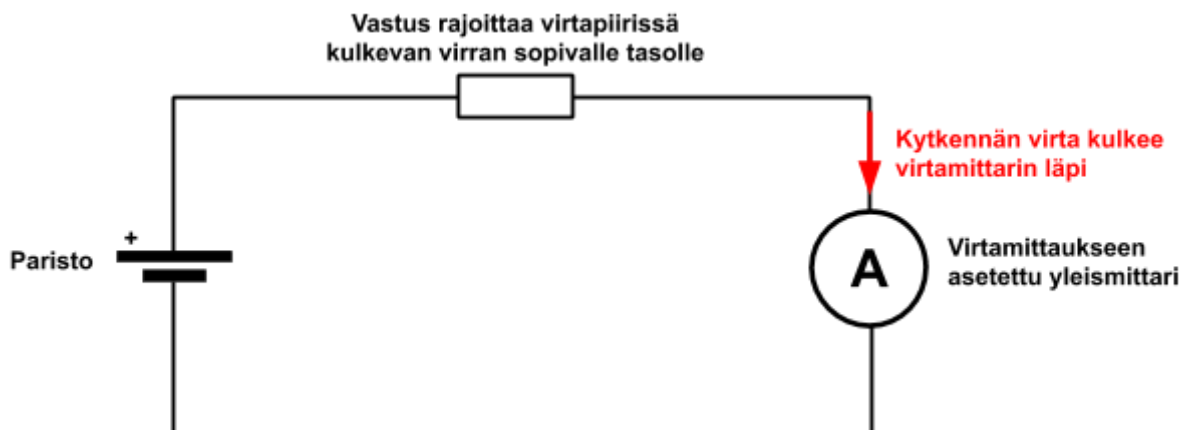 Vastus rajoittaa virtapiirissä
kulkevan virran sopivalle tasolle
Kytkennän virta kulkee
virtamittarin läpi
+
Paristo
A
Virtamittaukseen
asetettu yleismittari